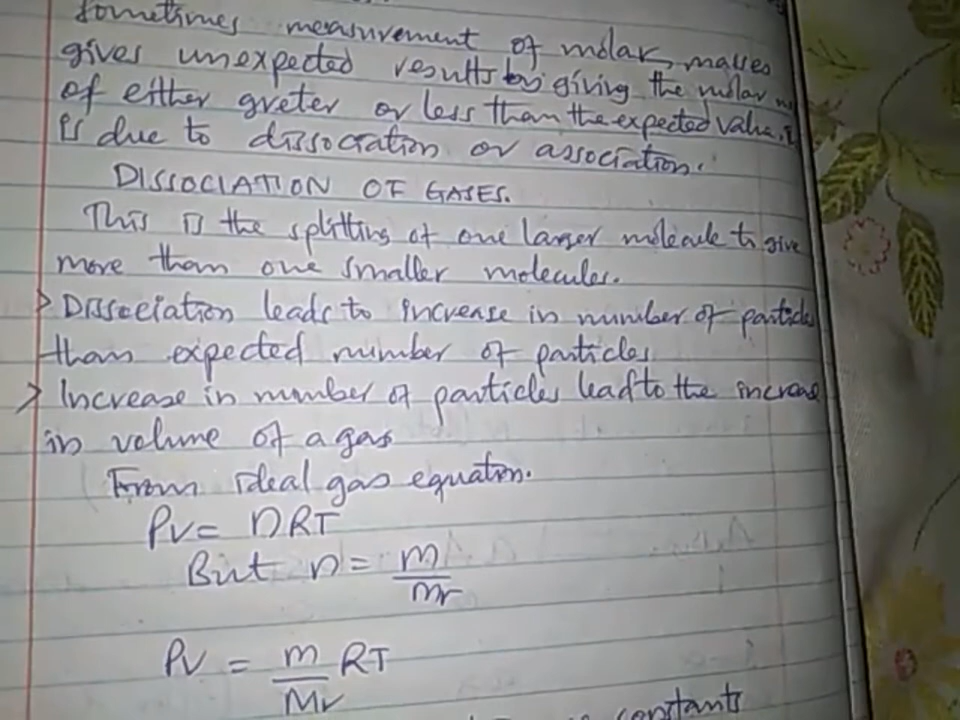 Sometimes measurement of molar masses
gives unexpected results by giving the molar
of either greter or less than the expected value.
is due to dissociation or association.
DISSOCIATION OF GASES.
This is the splitting of one larger molecule to give
more than one smaller molecules.
> Dissociation leads to increase in number of particles
than expected number of particles
> Increase in number of particles lead to the increase
in volume of a gas
From ideal gas equation.
PV = nRT
But n = m/Mr
PV = m/Mr RT
constants